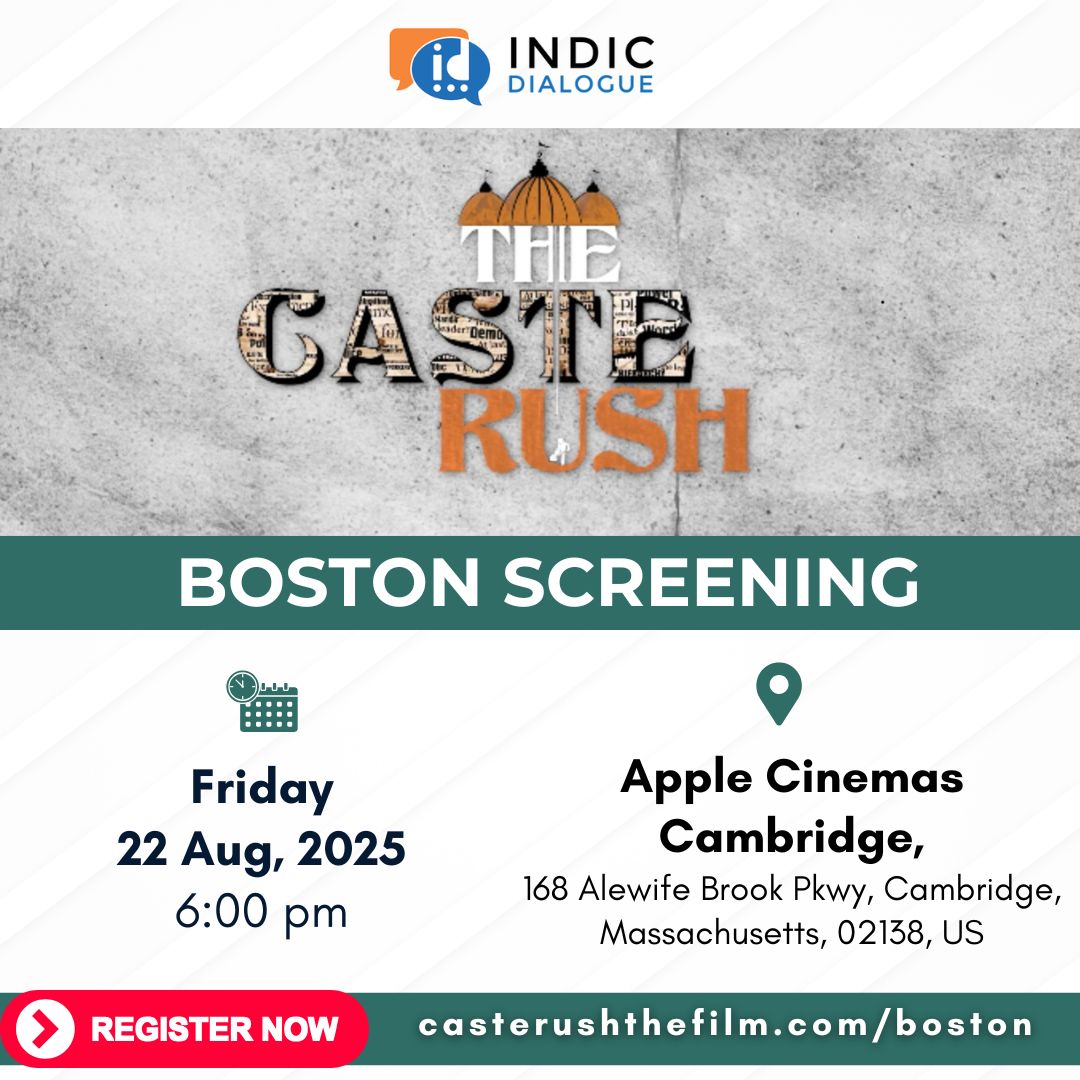 id
INDIC
DIALOGUE
THE
CASTE
RUSH
BOSTON SCREENING
Friday
22 Aug, 2025
6:00 pm
Apple Cinemas
Cambridge,
168 Alewife Brook Pkwy, Cambridge,
Massachusetts, 02138, US
REGISTER NOW
casterushthefilm.com/boston